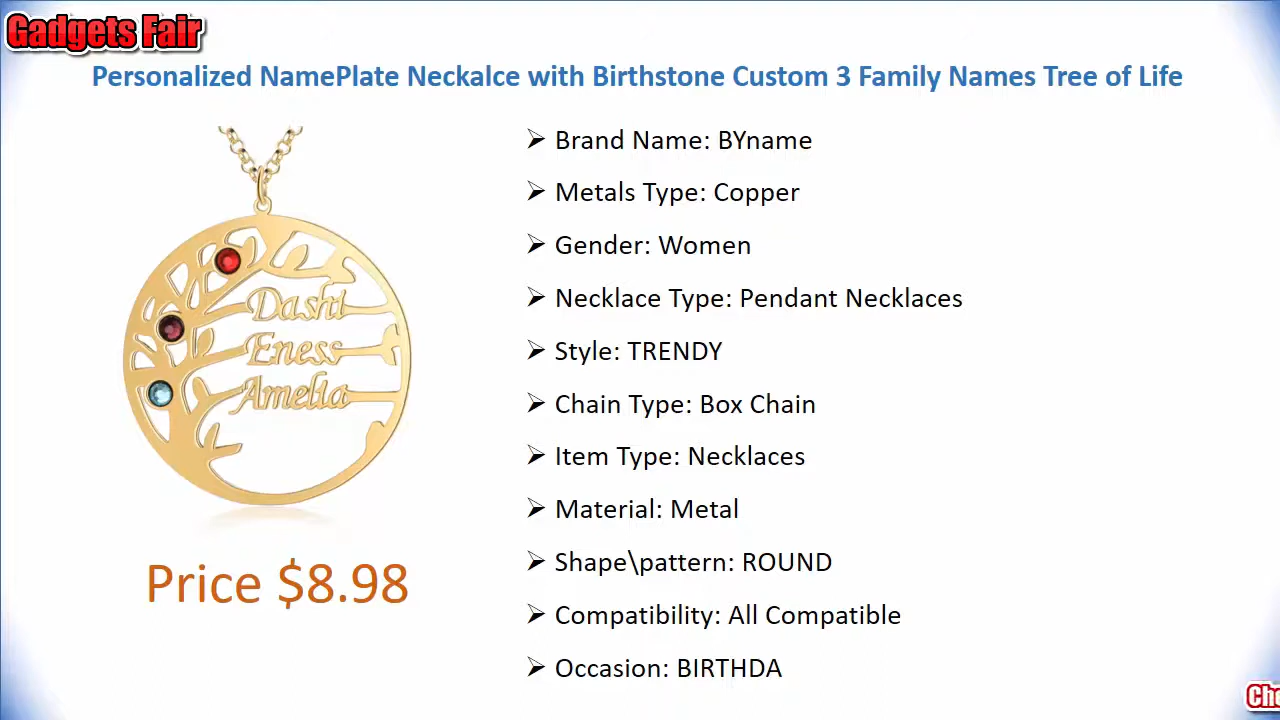 Gadgets Fair
Personalized NamePlate Neckalce with Birthstone Custom 3 Family Names Tree of Life
➢ Brand Name: BYname
➢ Metals Type: Copper
➢ Gender: Women
➢ Necklace Type: Pendant Necklaces
➢ Style: TRENDY
➢ Chain Type: Box Chain
➢ Item Type: Necklaces
➢ Material: Metal
➢ Shape\pattern: ROUND
➢ Compatibility: All Compatible
➢ Occasion: BIRTHDA
Dashi
Eness
Amelia
Price $8.98